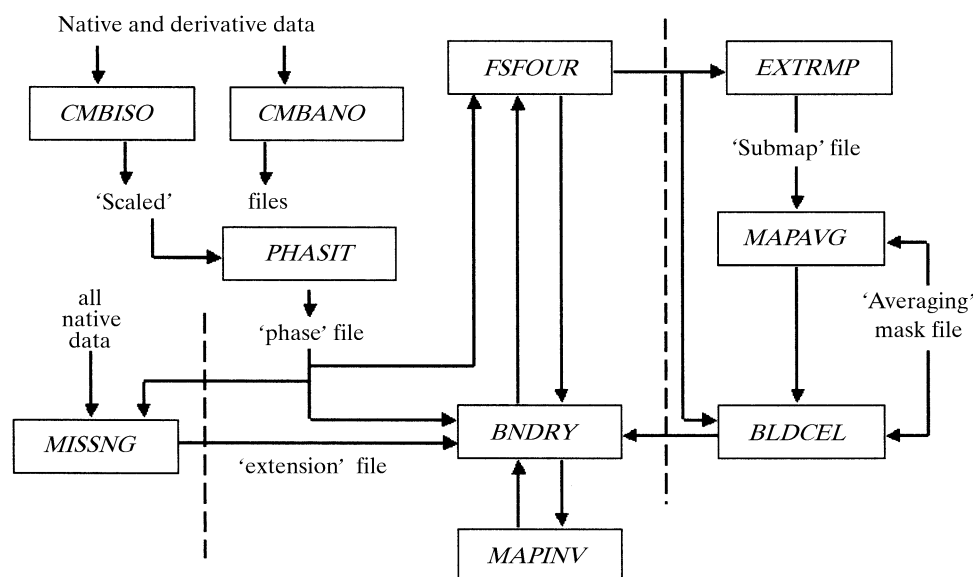 Native and derivative data
FSFOUR
EXTRMP
CMBISO
CMBANO
‘Submap’ file
‘Scaled’
files
MAPAVG
PHASIT
all
native
data
‘phase’ file
‘Averaging’
mask file
MISSNG
BNDRY
BLDCEL
‘extension’ file
MAPINV